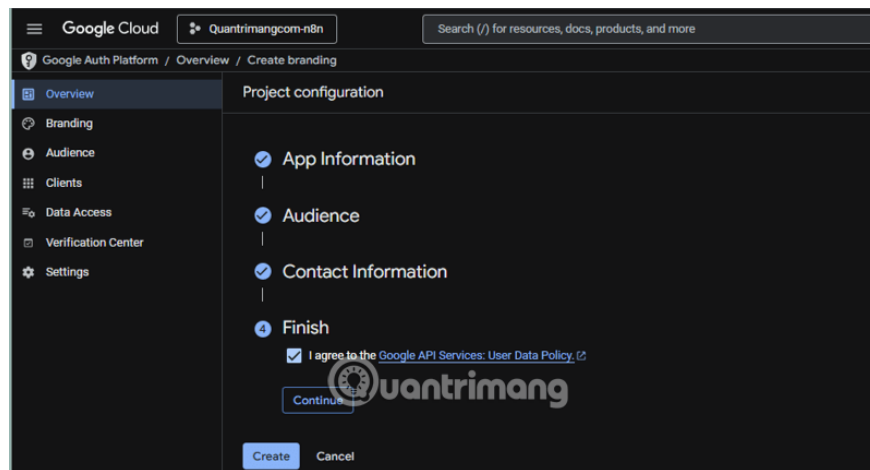 Google Cloud
Quantrimangcom-n8n
Search (/) for resources, docs, products, and more
Google Auth Platform / Overview / Create branding
Overview
Branding
Audience
Clients
Data Access
Verification Center
Settings
Project configuration
App Information
Audience
Contact Information
4 Finish
I agree to the Google API Services: User Data Policy.
Quantrimang
Continue
Create Cancel